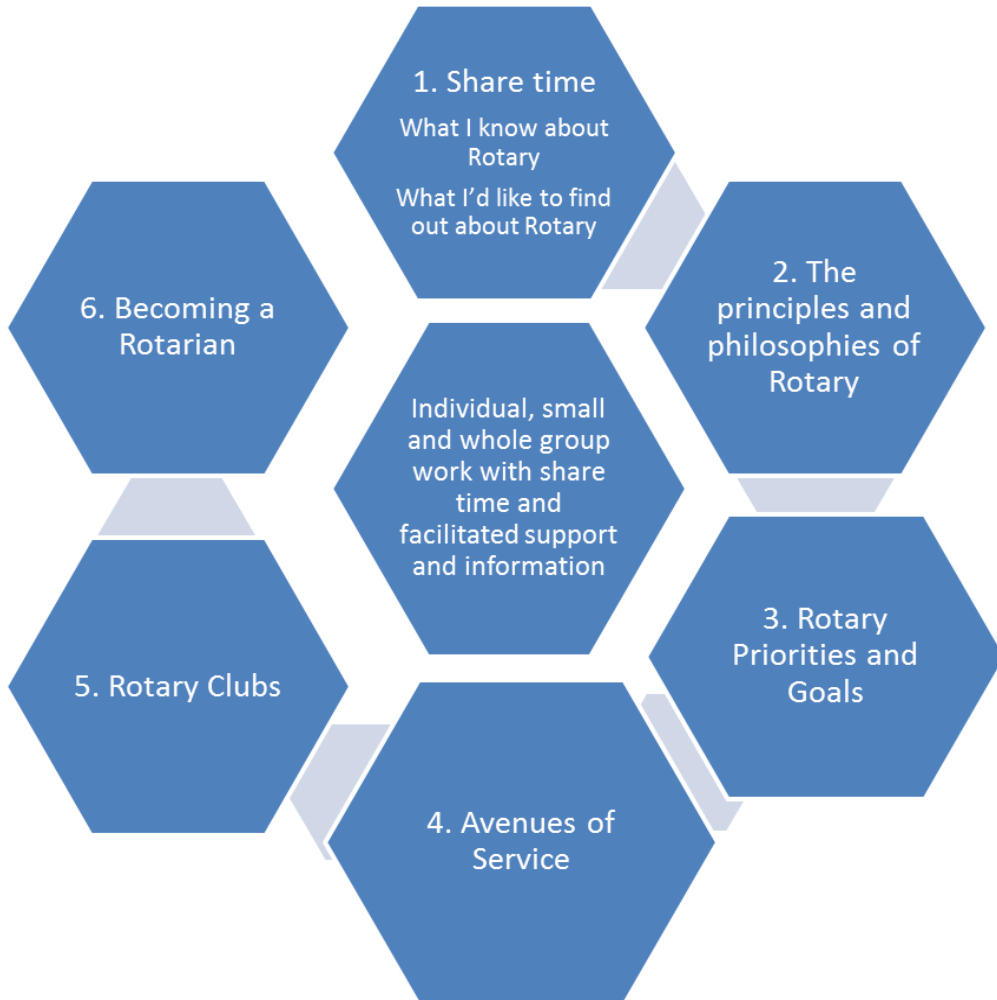 1. Share time
What I know about
Rotary
What I'd like to find
out about Rotary
2. The
principles and
philosophies of
Rotary
3. Rotary
Priorities and
Goals
4. Avenues of
Service
5. Rotary Clubs
6. Becoming a
Rotarian
Individual, small
and whole group
work with share
time and
facilitated support
and information